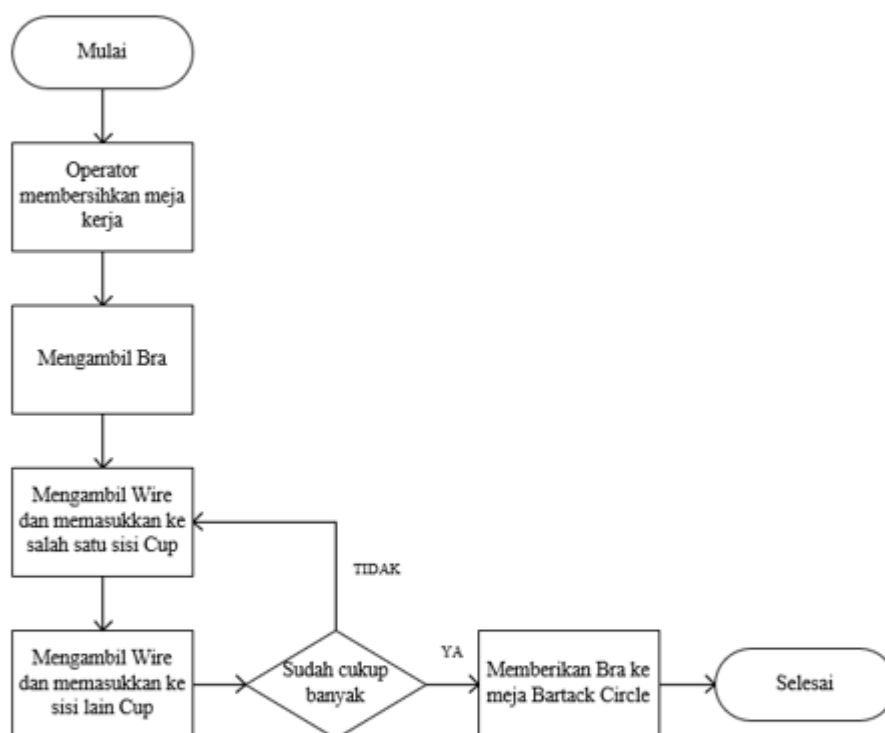 Mulai
Operator
membersihkan meja
kerja
Mengambil Bra
Mengambil Wire
dan memasukkan ke
salah satu sisi Cup
TIDAK
Mengambil Wire
dan memasukkan ke
sisi lain Cup
Sudah cukup
banyak
YA
Memberikan Bra ke
meja Bartack Circle
Selesai